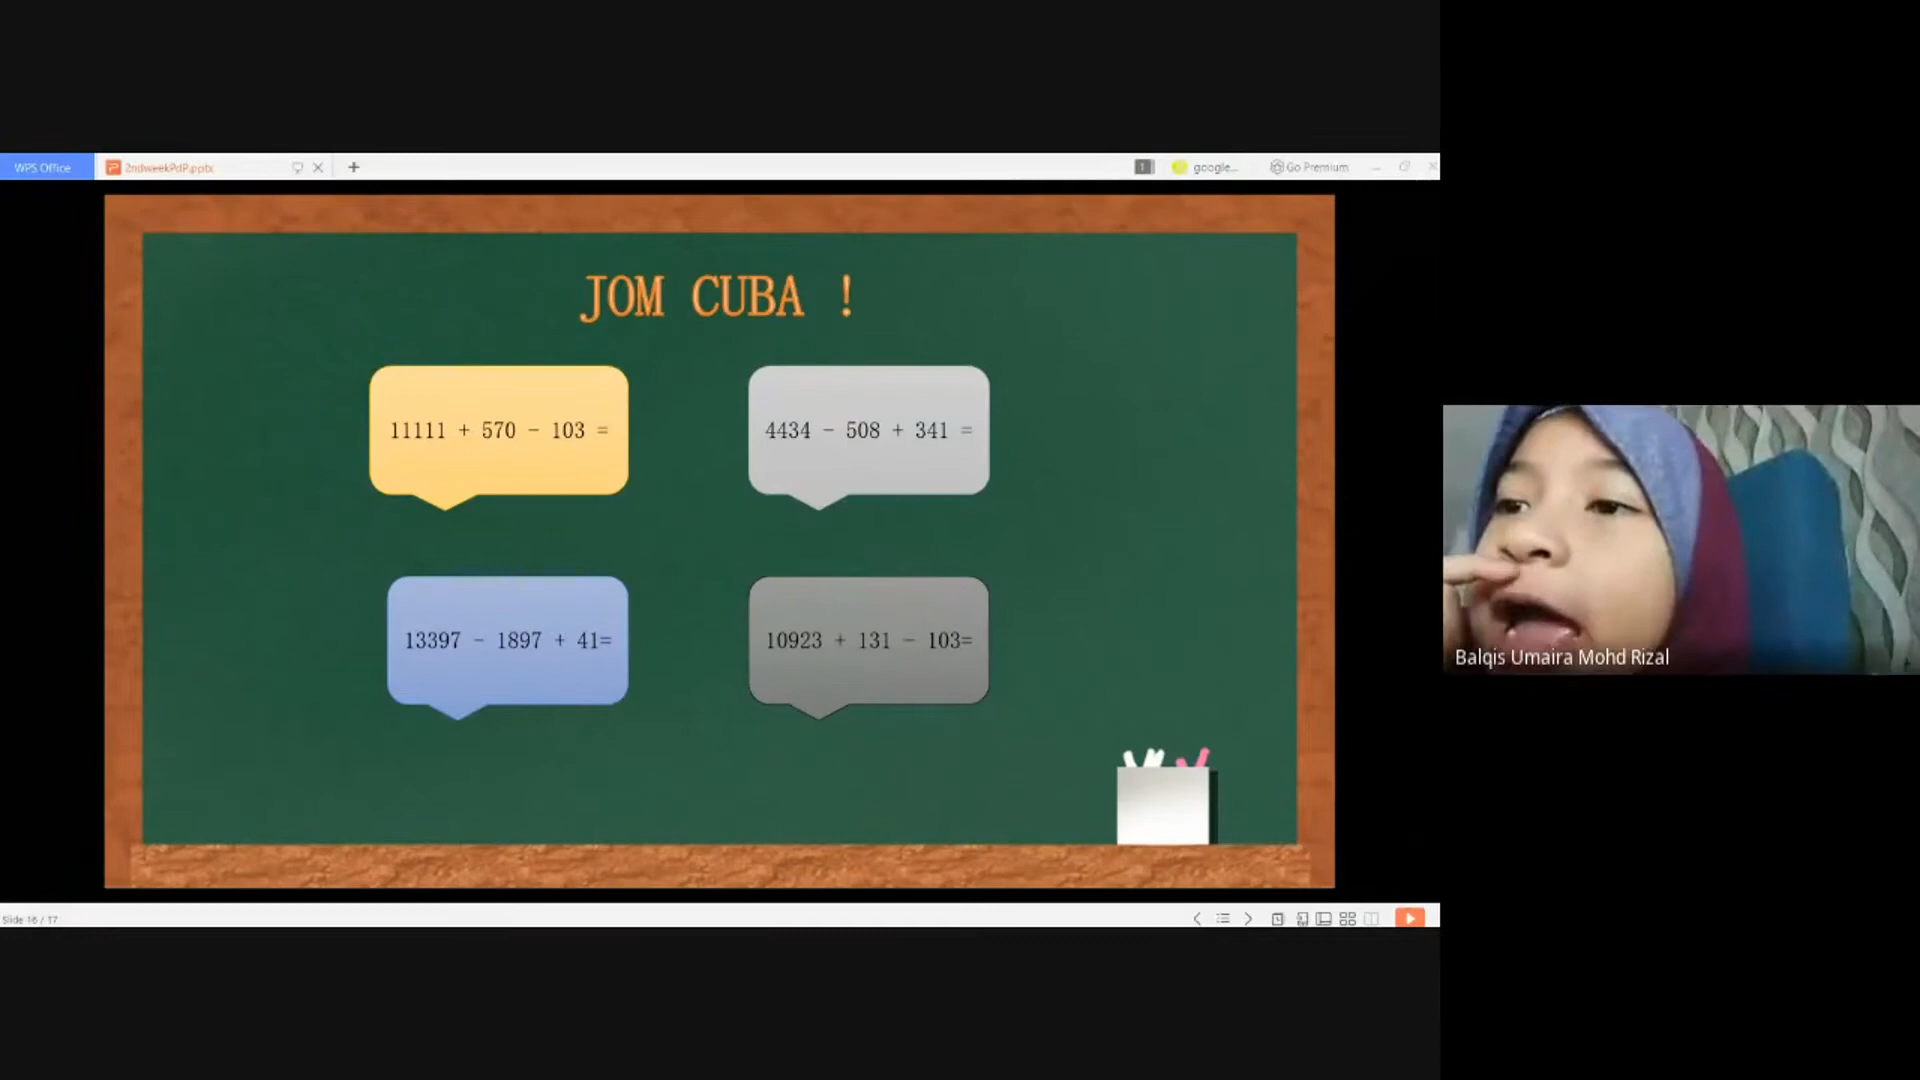 WPS Office
2ndweekPdP.pptx
1
google...
Go Premium
JOM CUBA !
11111 + 570 - 103 =
4434 - 508 + 341 =
13397 - 1897 + 41=
10923 + 131 - 103=
Balqis Umaira Mohd Rizal
Slide 16 / 17